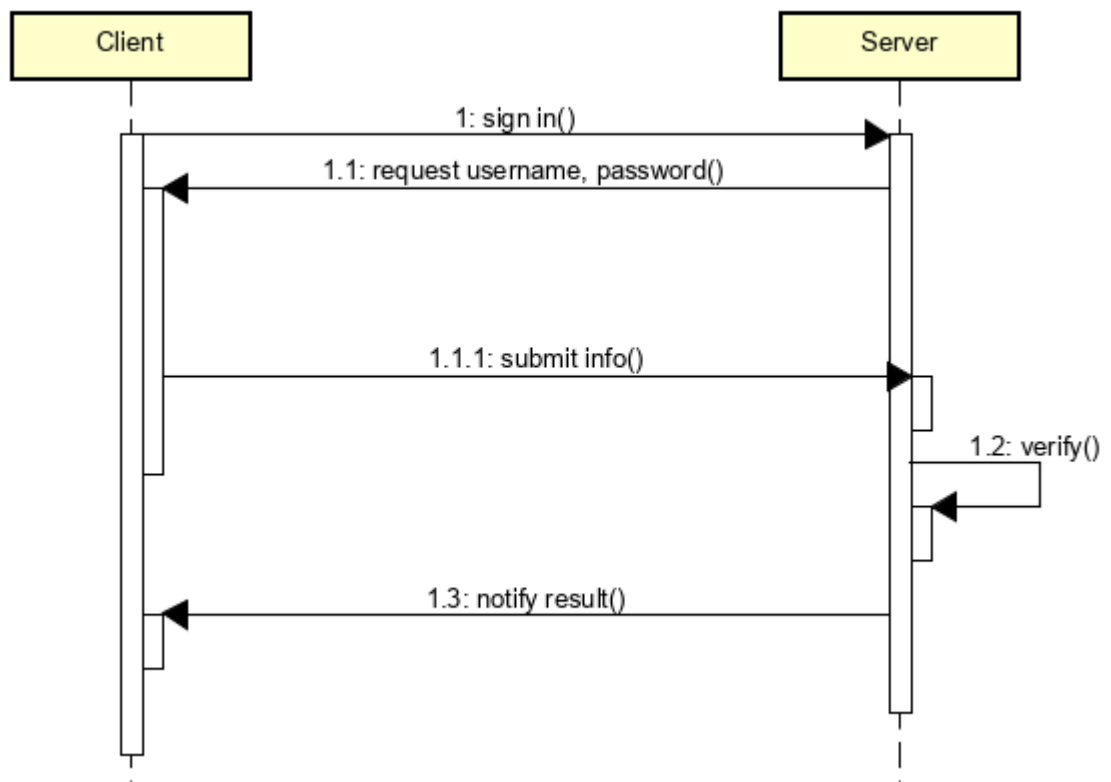 Client
Server
1: sign in()
1.1: request username, password()
1.1.1: submit info()
1.2: verify()
1.3: notify result()